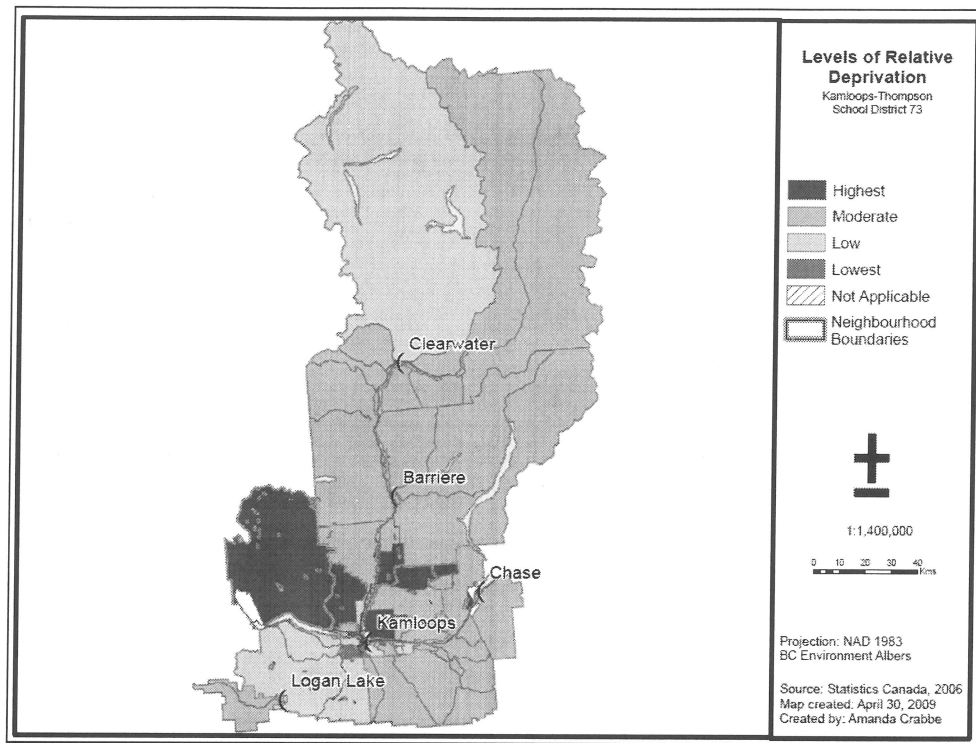 Levels of Relative
Deprivation
Kamloops-Thompson
School District 73
Highest
Moderate
Low
Lowest
Not Applicable
Neighbourhood
Boundaries
Clearwater
Barriere
Chase
Kamloops
Logan Lake
1:1,400,000
0 5 10 20 30 40
Kms
Projection: NAD 1983
BC Environment Albers
Source: Statistics Canada, 2006
Map created: April 30, 2009
Created by: Amanda Crabbe